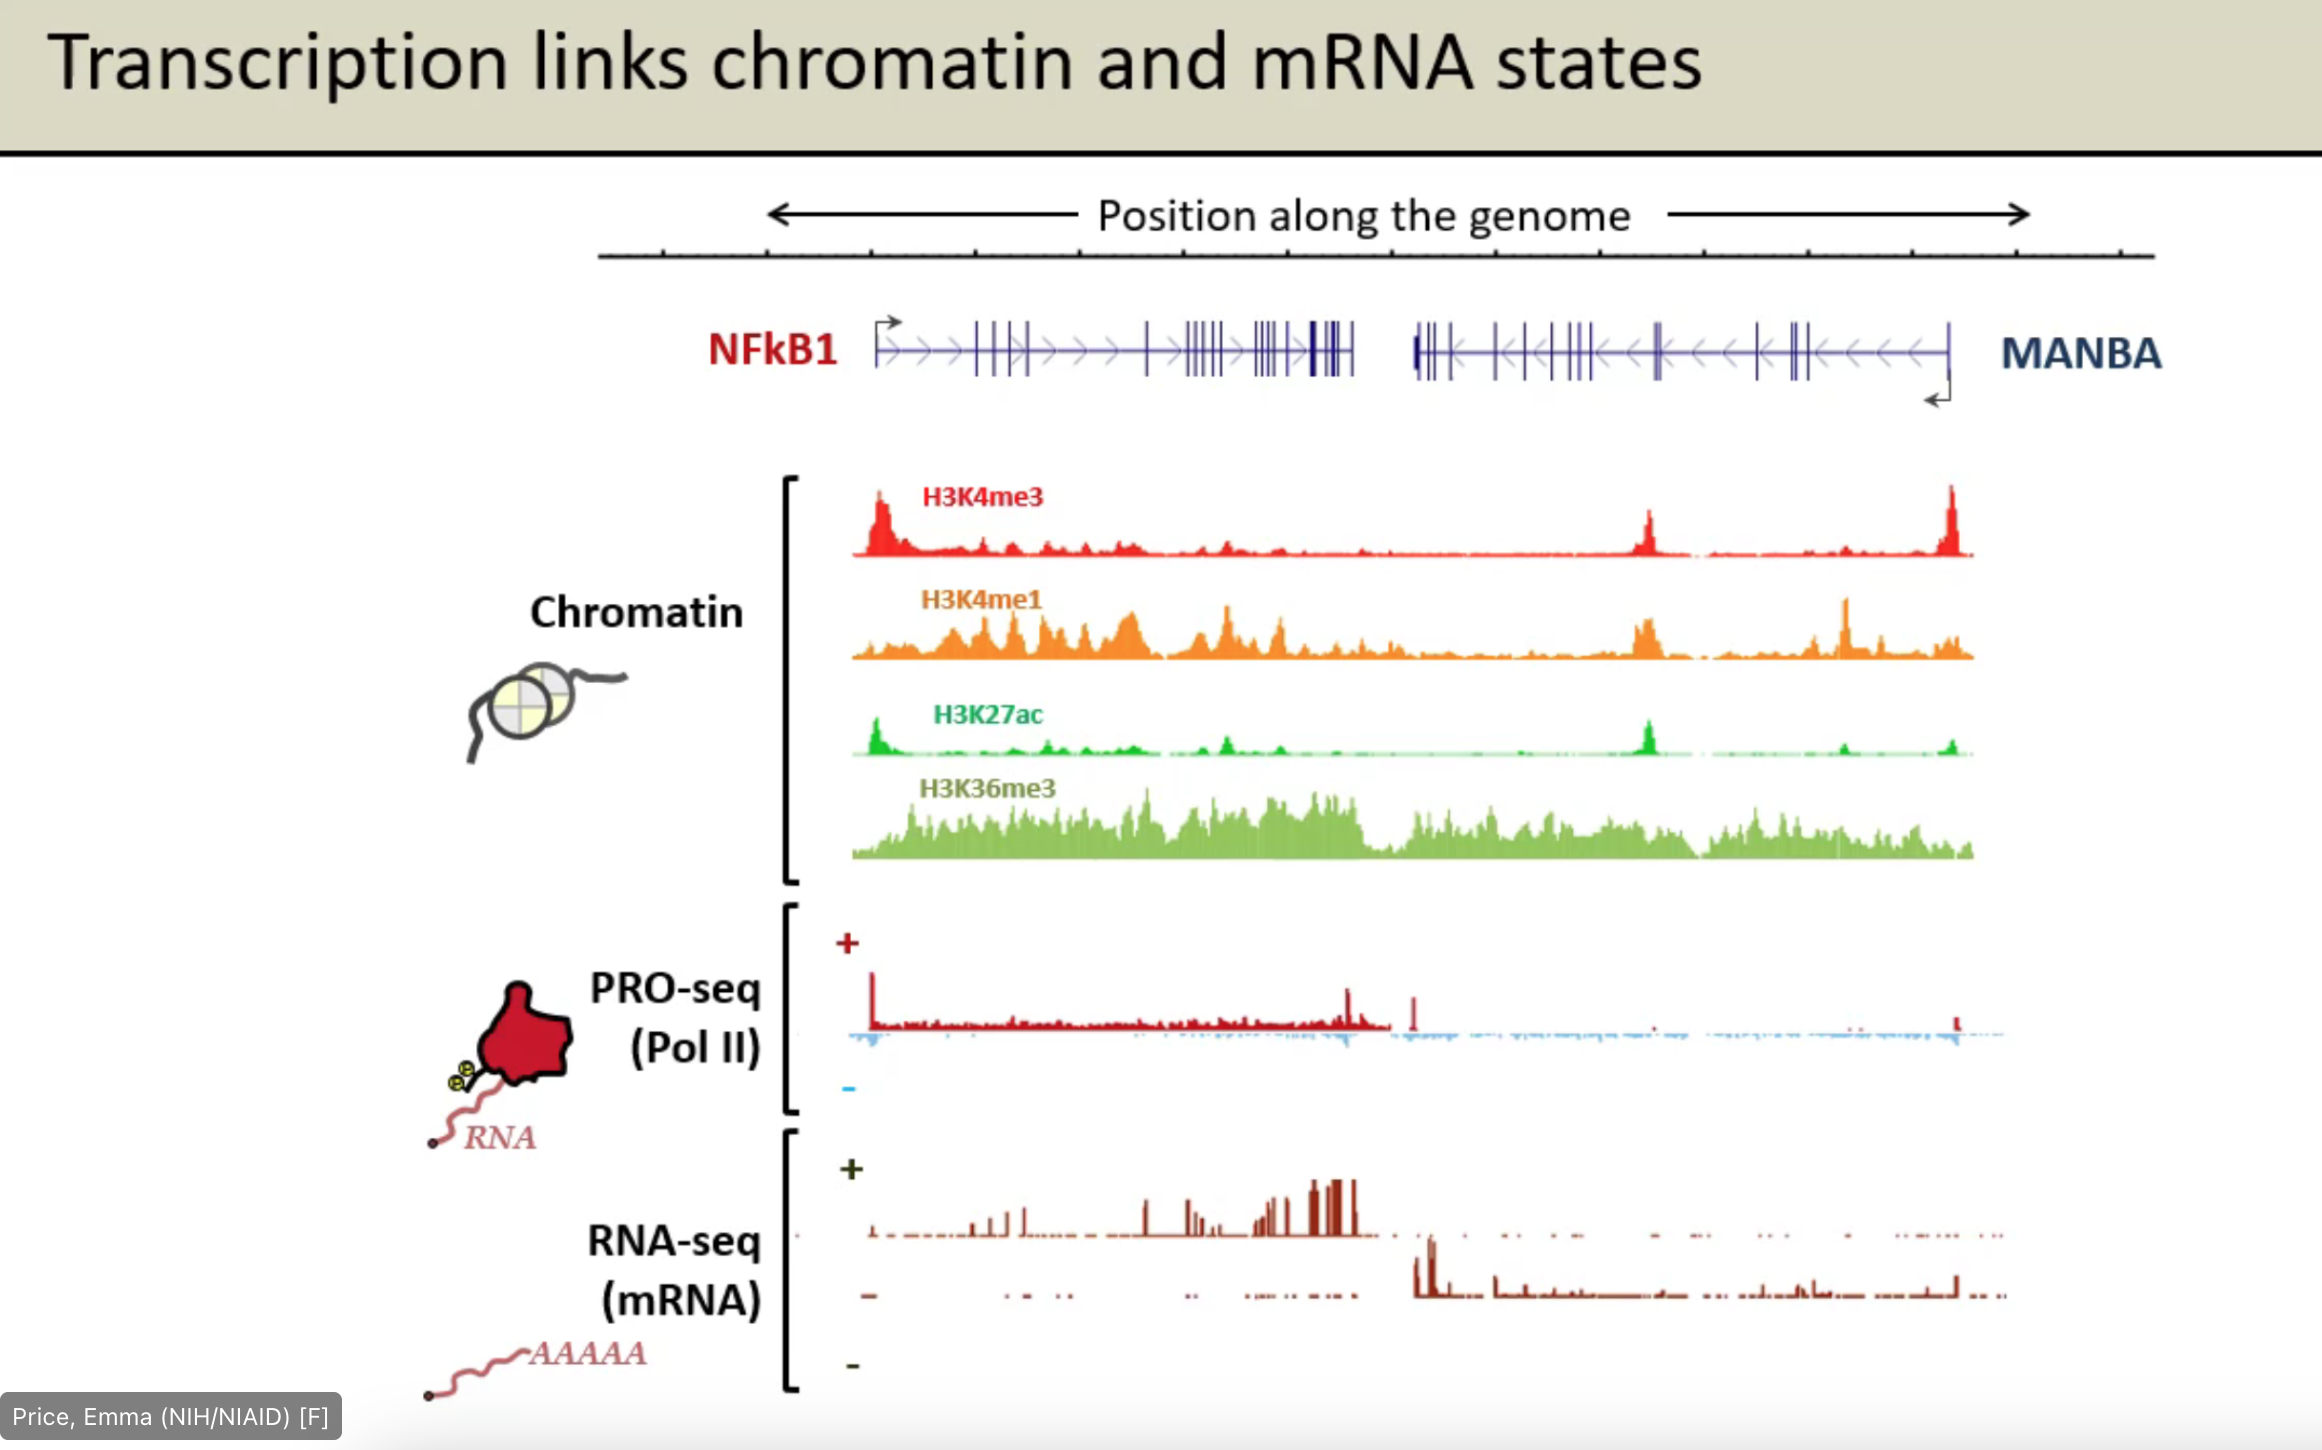 Transcription links chromatin and mRNA states
Position along the genome
NFkB1
MANBA
H3K4me3
H3K4me1
Chromatin
H3K27ac
H3K36me3
+
PRO-seq
(Pol II)
-
RNA
+
RNA-seq
(mRNA)
AAAAA
-
Price, Emma (NIH/NIAID) [F]